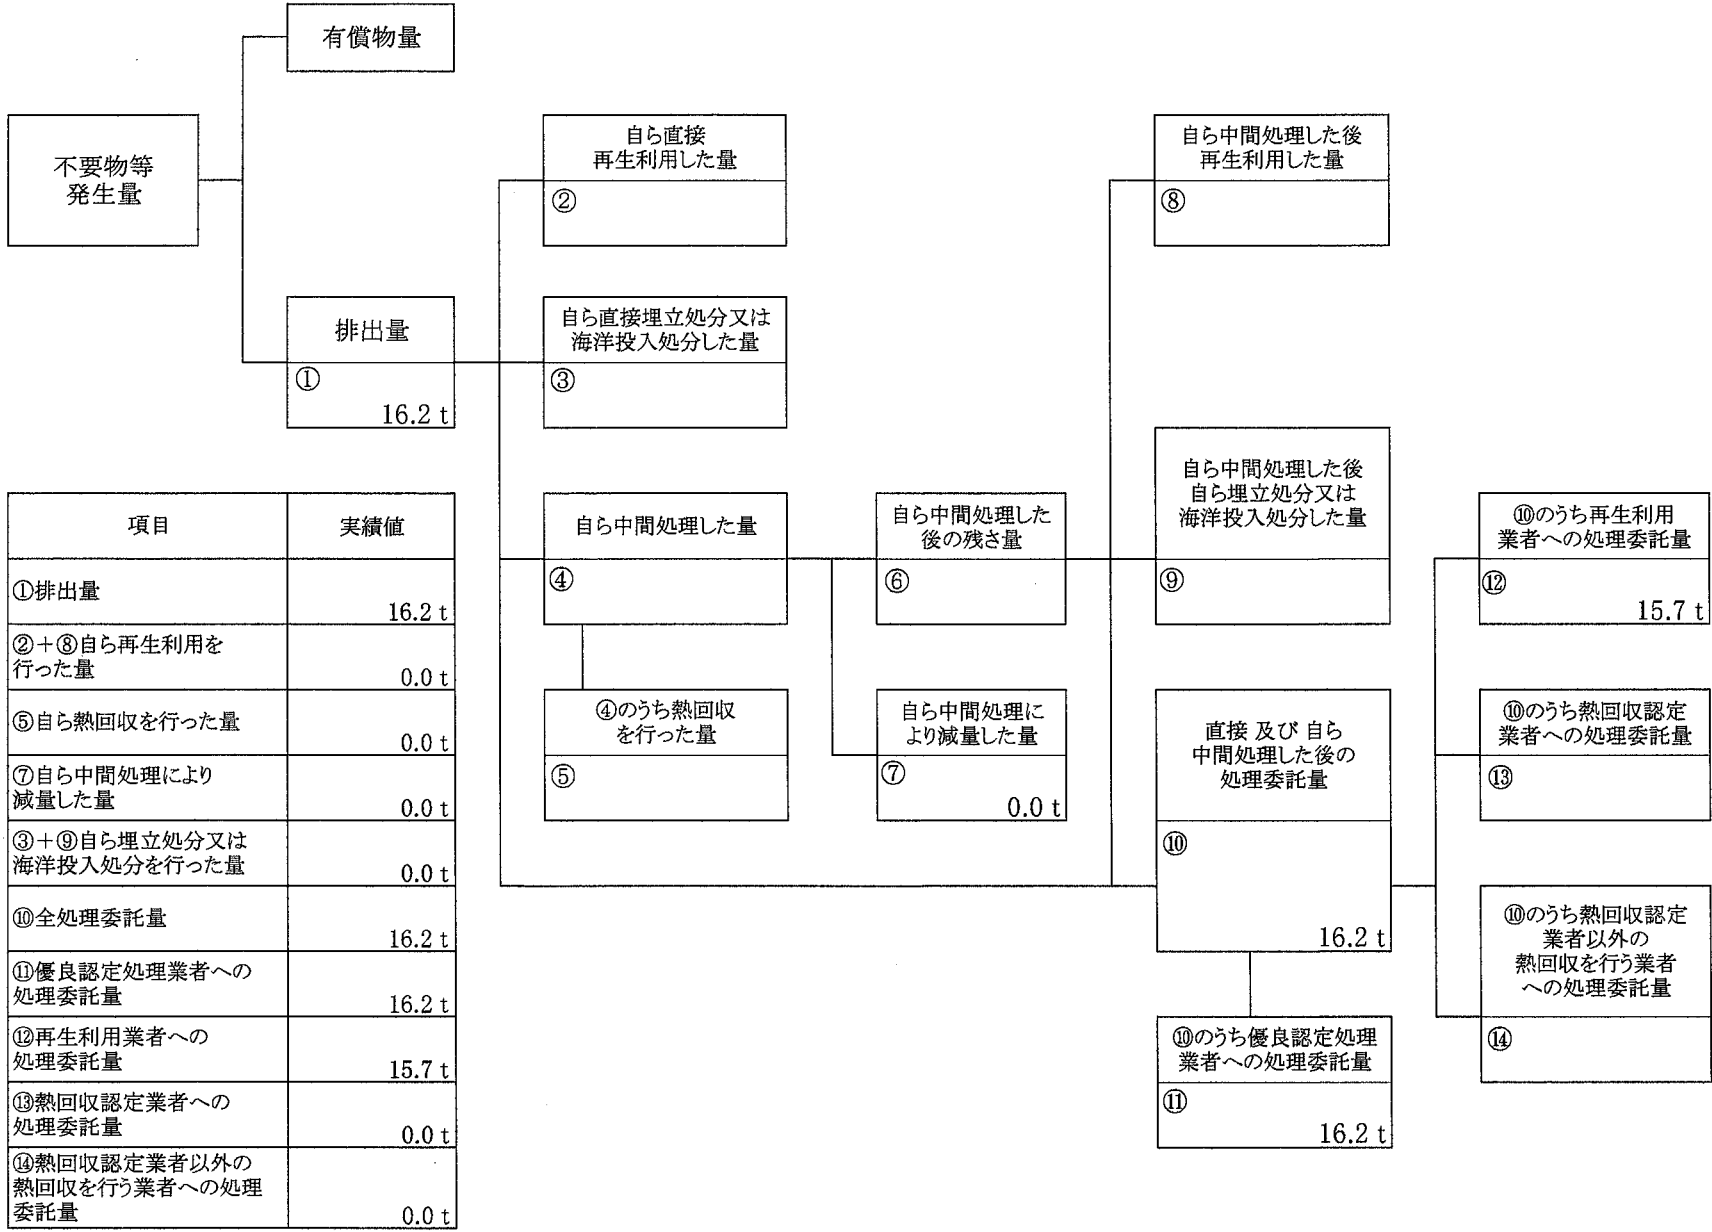 有償物量
不要物等
発生量
排出量
①
16.2 t
自ら直接
再生利用した量
②
自ら直接埋立処分又は
海洋投入処分した量
③
自ら中間処理した量
④
④のうち熱回収
を行った量
⑤
自ら中間処理した
後の残さ量
⑥
自ら中間処理に
より減量した量
⑦
0.0 t
自ら中間処理した後
再生利用した量
⑧
自ら中間処理した後
自ら埋立処分又は
海洋投入処分した量
⑨
直接 及び 自ら
中間処理した後の
処理委託量
⑩
16.2 t
⑩のうち優良認定処理
業者への処理委託量
⑪
16.2 t
⑩のうち再生利用
業者への処理委託量
⑫
15.7 t
⑩のうち熱回収認定
業者への処理委託量
⑬
⑩のうち熱回収認定
業者以外の
熱回収を行う業者
への処理委託量
⑭
項目 実績値
①排出量
16.2 t
②+⑧自ら再生利用を
行った量
0.0 t
⑤自ら熱回収を行った量
0.0 t
⑦自ら中間処理により
減量した量
0.0 t
③+⑨自ら埋立処分又は
海洋投入処分を行った量
0.0 t
⑩全処理委託量
16.2 t
⑪優良認定処理業者への
処理委託量
16.2 t
⑫再生利用業者への
処理委託量
15.7 t
⑬熱回収認定業者への
処理委託量
0.0 t
⑭熱回収認定業者以外の
熱回収を行う業者への処理
委託量
0.0 t